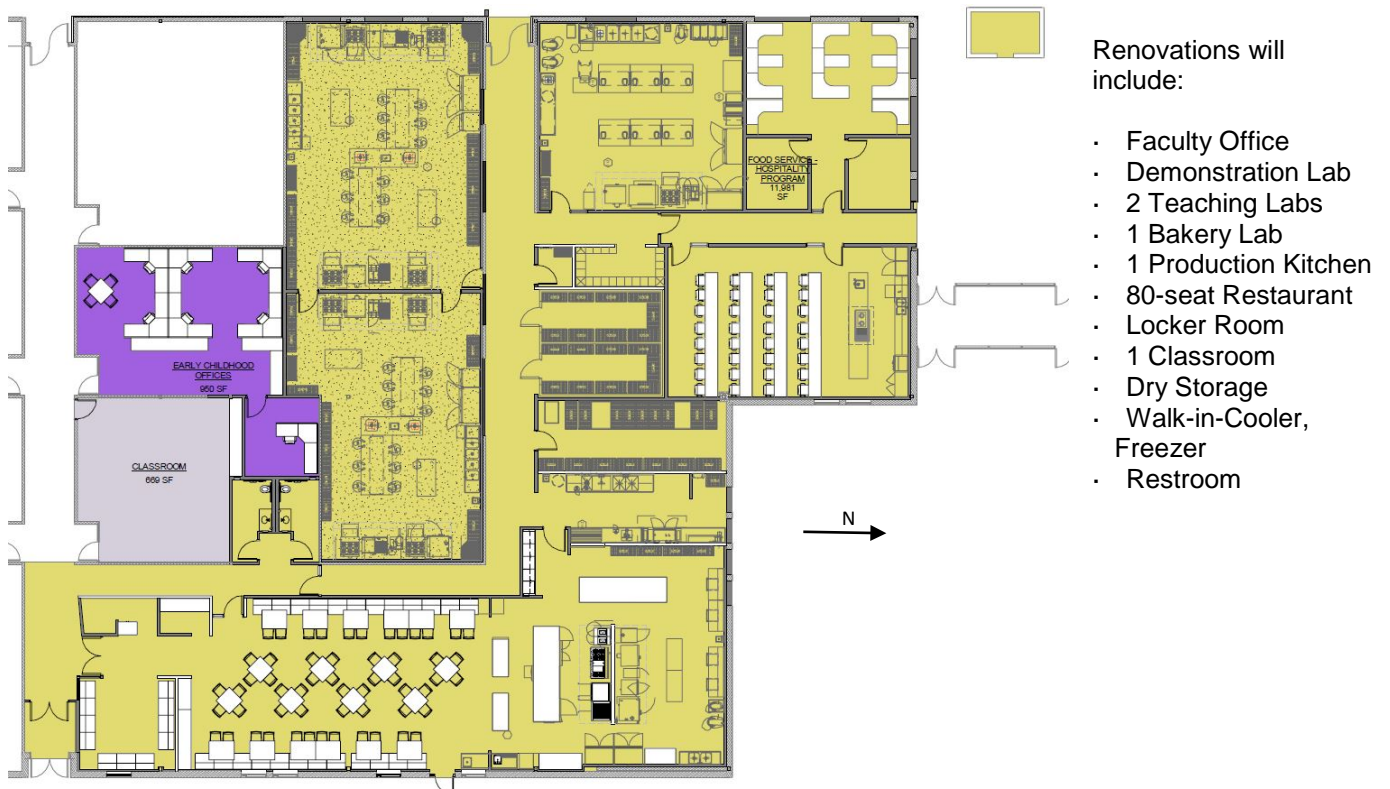 Renovations will
include:
· Faculty Office
· Demonstration Lab
· 2 Teaching Labs
· 1 Bakery Lab
· 1 Production Kitchen
· 80-seat Restaurant
· Locker Room
· 1 Classroom
· Dry Storage
· Walk-in-Cooler,
Freezer
· Restroom
FOOD SERVICE -
HOSPITALITY
PROGRAM
11,981
SF
EARLY CHILDHOOD
OFFICES
950 SF
CLASSROOM
669 SF
N